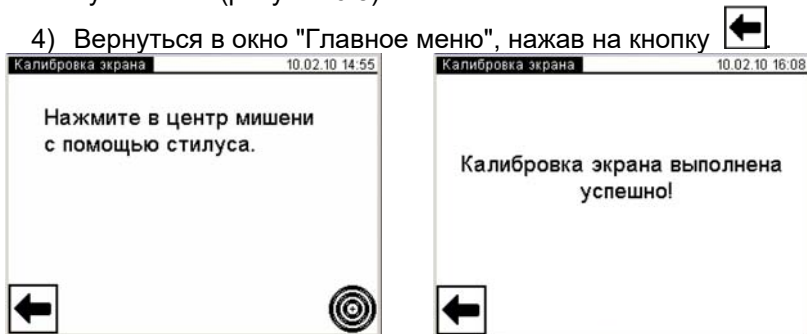 4) Вернуться в окно "Главное меню", нажав на кнопку .
Калибровка экрана 10.02.10 14:55
Нажмите в центр мишени
с помощью стилуса.
Калибровка экрана 10.02.10 16:08
Калибровка экрана выполнена
успешно!